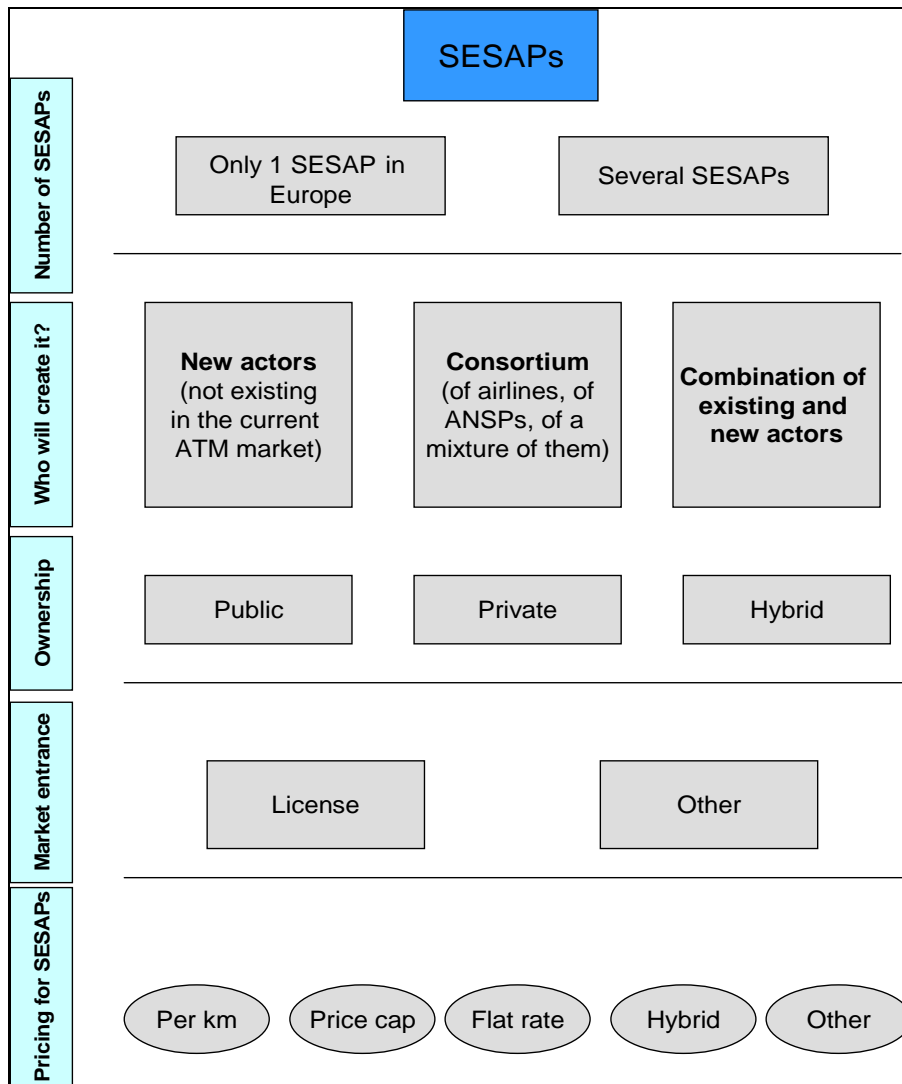 SESAPs
Number of SESAPs
Only 1 SESAP in
Europe
Several SESAPs
Who will create it?
New actors
(not existing
in the current
ATM market)
Consortium
(of airlines, of
ANSPs, of a
mixture of them)
Combination of
existing and
new actors
Ownership
Public
Private
Hybrid
Market entrance
License
Other
Pricing for SESAPs
Per km
Price cap
Flat rate
Hybrid
Other